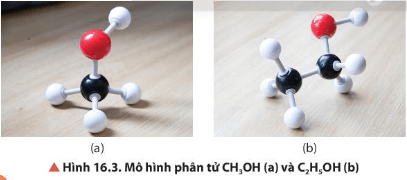 (a)
(b)
▲ Hình 16.3. Mô hình phân tử CH₃OH (a) và C₂H₅OH (b)